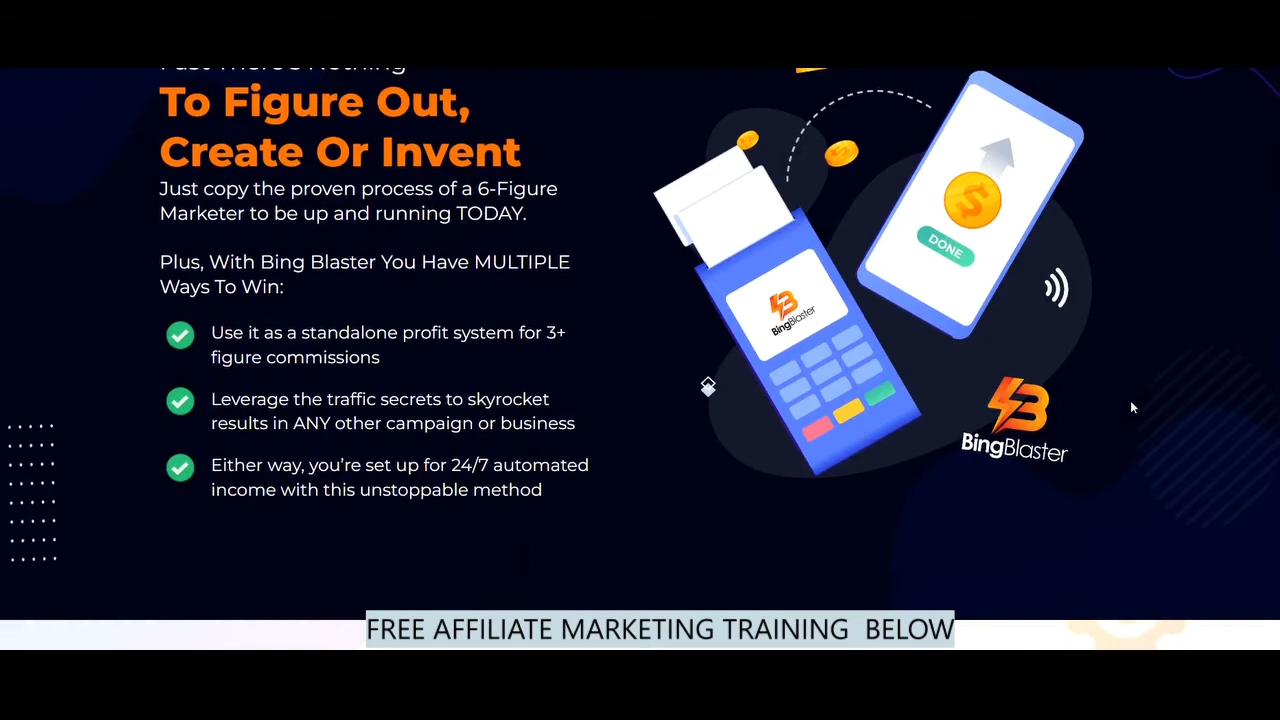 To Figure Out,
Create Or Invent
Just copy the proven process of a 6-Figure
Marketer to be up and running TODAY.
Plus, With Bing Blaster You Have MULTIPLE
Ways To Win:
Use it as a standalone profit system for 3+
figure commissions
Leverage the traffic secrets to skyrocket
results in ANY other campaign or business
Either way, you’re set up for 24/7 automated
income with this unstoppable method
DONE
BingBlaster
BingBlaster
FREE AFFILIATE MARKETING TRAINING  BELOW